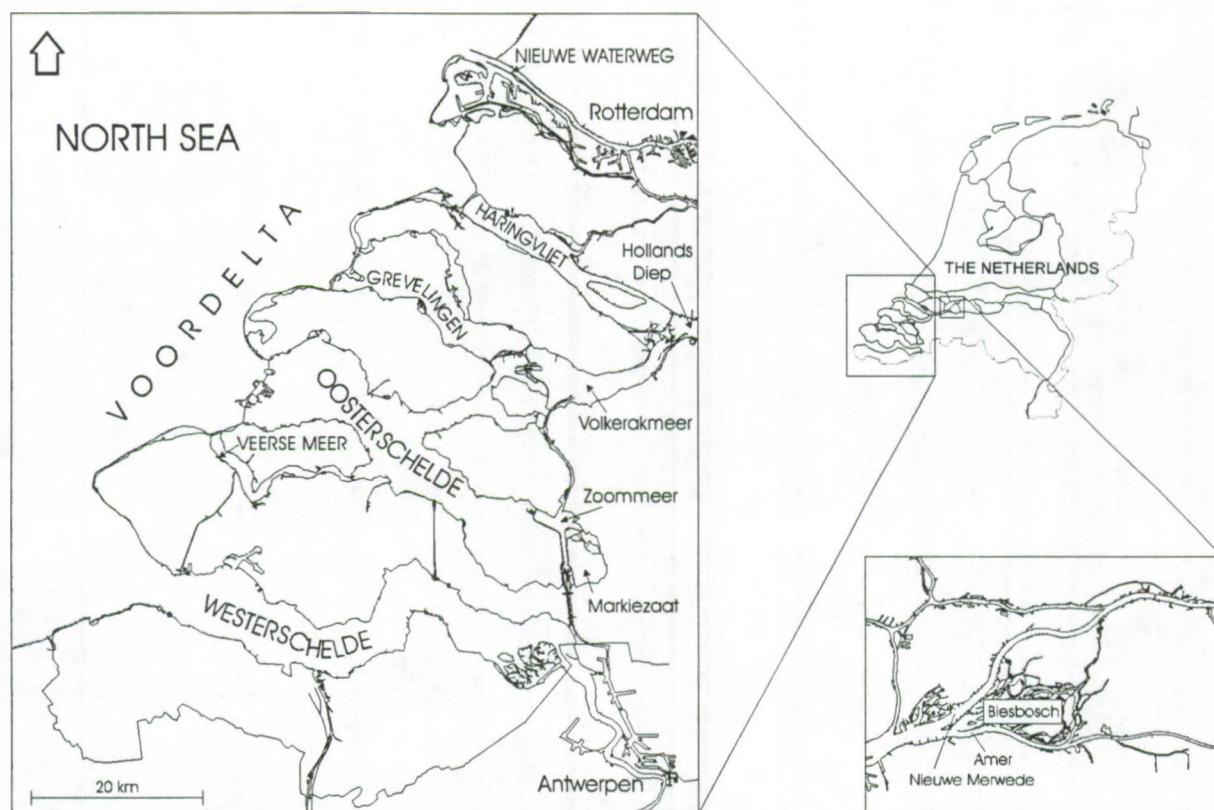 NIEUWE WATERWEG
Rotterdam
NORTH SEA
VOORDELTA
HARINGVLIET
Hollands
Diep
GREVELINGEN
OOSTERSCHELDE
Volkerakmeer
VEERSE MEER
Zoommeer
Markiezaat
WESTERSCHELDE
Antwerpen
20 km
THE NETHERLANDS
Biesbosch
Amer
Nieuwe Merwede